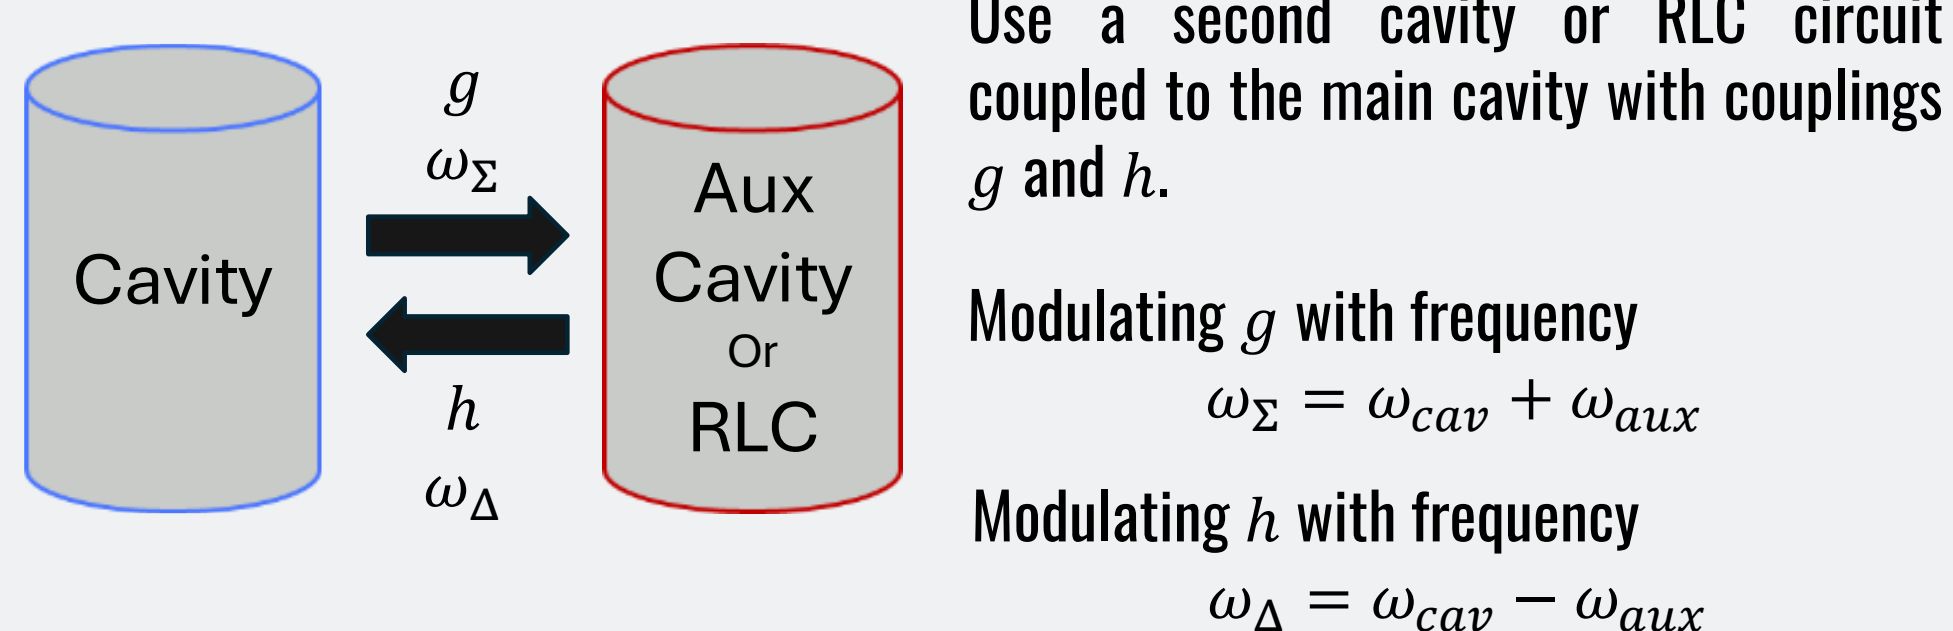 Cavity
g
ω_Σ
h
ω_Δ
Aux
Cavity
Or
RLC
Use a second cavity or RLC circuit
coupled to the main cavity with couplings
g and h.
Modulating g with frequency
ω_Σ = ω_cav + ω_aux
Modulating h with frequency
ω_Δ = ω_cav − ω_aux